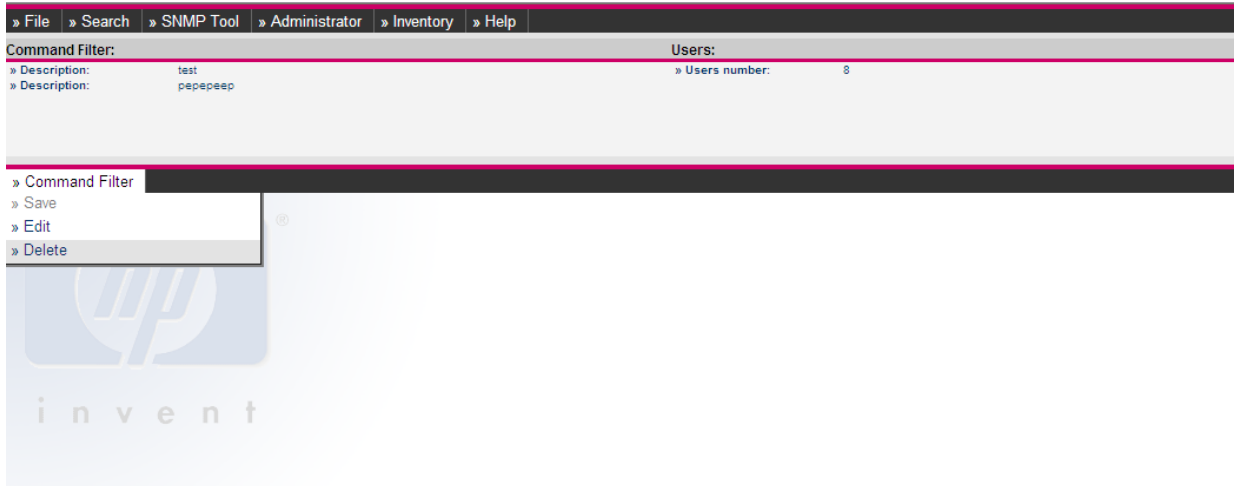 » File » Search » SNMP Tool » Administrator » Inventory » Help
Command Filter: Users:
» Description: test » Users number: 8
» Description: pepepeep
» Command Filter
» Save
» Edit
» Delete
®
hp
invent